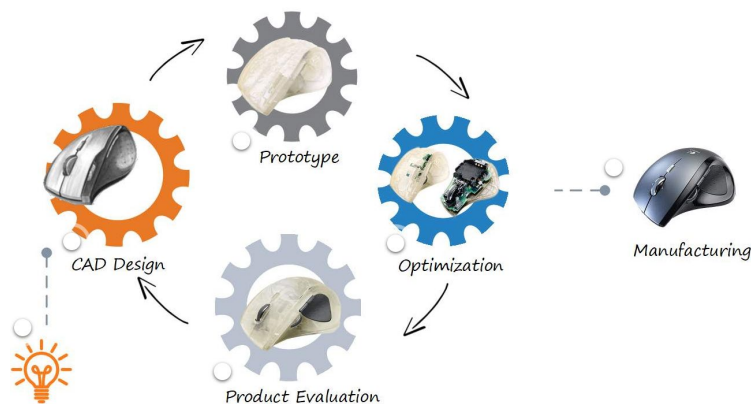 Prototype
CAD Design
Optimization
Manufacturing
Product Evaluation